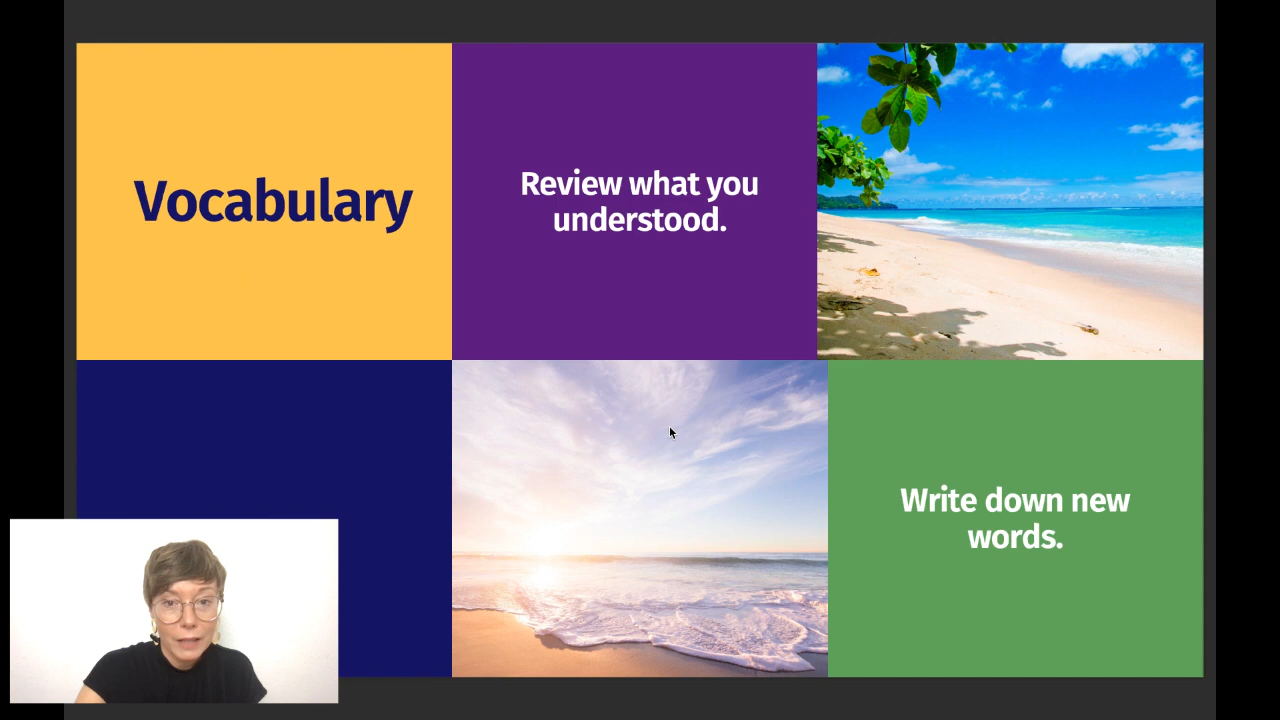 Vocabulary
Review what you
understood.
Write down new
words.